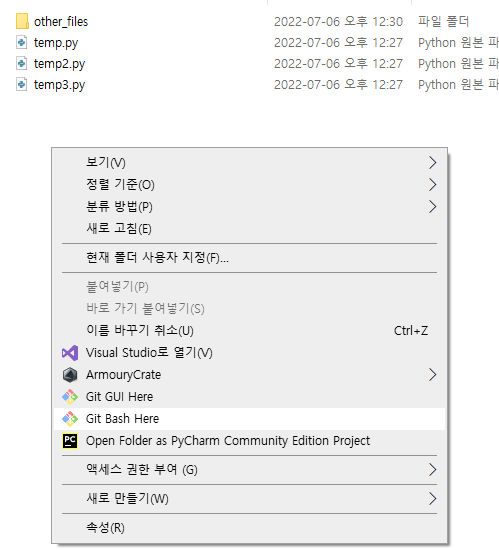 other_files 2022-07-06 오후 12:30 파일 폴더
temp.py 2022-07-06 오후 12:27 Python 원본 파
temp2.py 2022-07-06 오후 12:27 Python 원본 파
temp3.py 2022-07-06 오후 12:27 Python 원본 파
보기(V)
정렬 기준(O)
분류 방법(P)
새로 고침(E)
현재 폴더 사용자 지정(F)...
붙여넣기(P)
바로 가기 붙여넣기(S)
이름 바꾸기 취소(U) Ctrl+Z
Visual Studio로 열기(V)
ArmouryCrate
Git GUI Here
Git Bash Here
PC Open Folder as PyCharm Community Edition Project
액세스 권한 부여 (G)
새로 만들기(W)
속성(R)